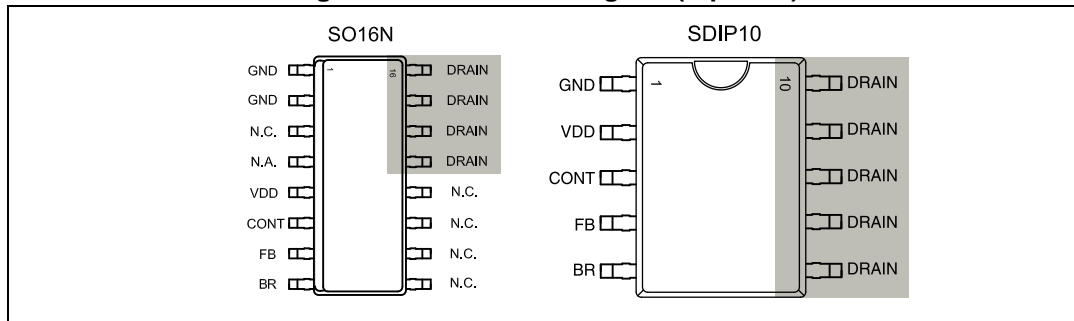 SO16N
SDIP10
GND 1 16 DRAIN
GND DRAIN
N.C. DRAIN
N.A. DRAIN
VDD N.C.
CONT N.C.
FB N.C.
BR N.C.
GND 1 10 DRAIN
VDD DRAIN
CONT DRAIN
FB DRAIN
BR DRAIN